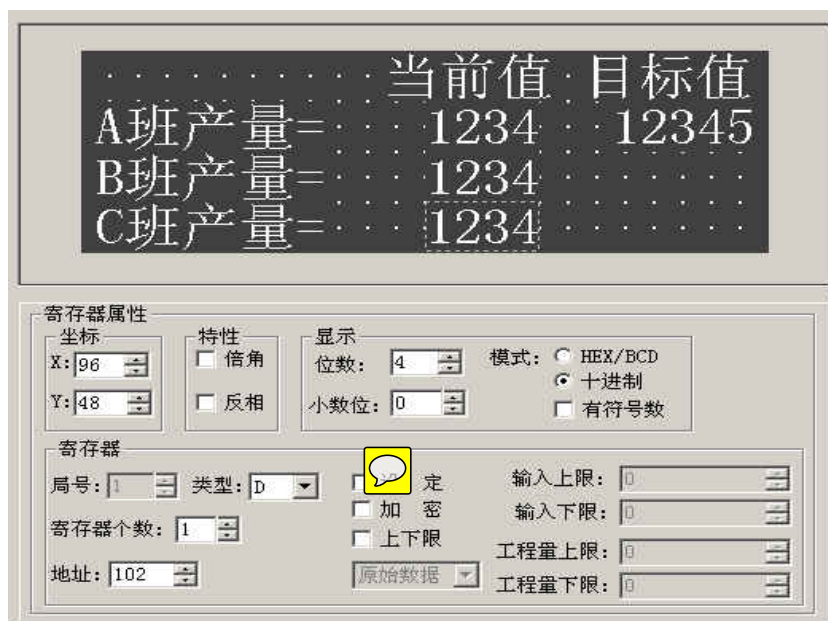 当前值 目标值
A班产量= 1234 12345
B班产量= 1234
C班产量= 1234
寄存器属性
坐标 特性 显示
X: 96 倍角 位数: 4 模式: HEX/BCD
十进制
Y: 48 反相 小数位: 0 有符号数
寄存器
局号: 1 类型: D 定 输入上限: 0
加 密 输入下限: 0
寄存器个数: 1 上下限 工程量上限: 0
地址: 102 原始数据 工程量下限: 0